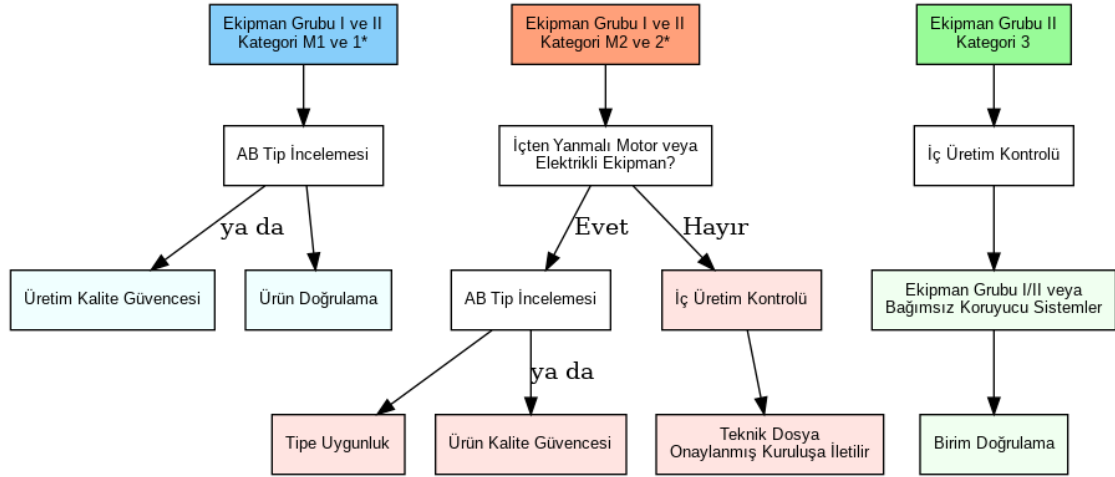 Ekipman Grubu I ve II
Kategori M1 ve 1*
Ekipman Grubu I ve II
Kategori M2 ve 2*
Ekipman Grubu II
Kategori 3
AB Tip İncelemesi
İçten Yanmalı Motor veya
Elektrikli Ekipman?
İç Üretim Kontrolü
ya da
Evet
Hayır
Üretim Kalite Güvencesi
Ürün Doğrulama
AB Tip İncelemesi
İç Üretim Kontrolü
Ekipman Grubu I/II veya
Bağımsız Koruyucu Sistemler
ya da
Tipe Uygunluk
Ürün Kalite Güvencesi
Teknik Dosya
Onaylanmış Kuruluşa İletilir
Birim Doğrulama